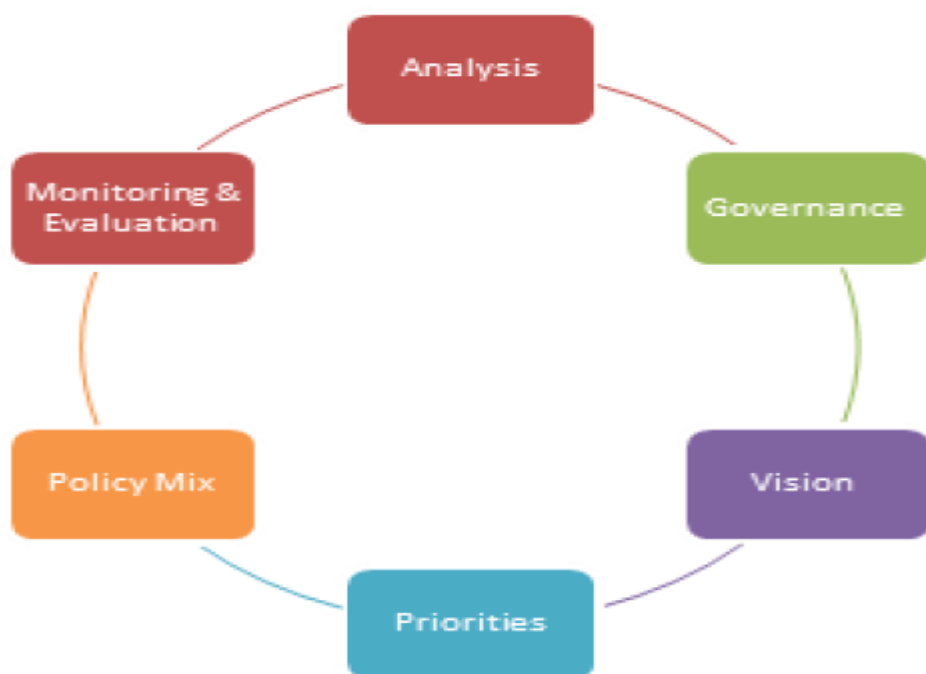 Analysis
Governance
Vision
Priorities
Policy Mix
Monitoring &
Evaluation